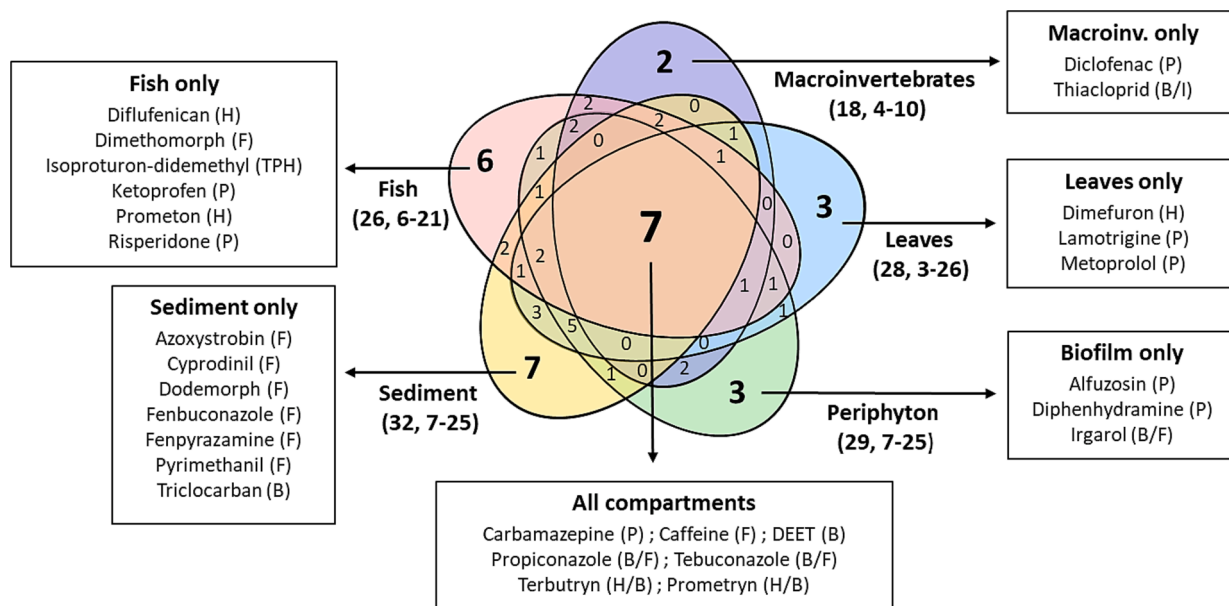 Fish only
Diflufenican (H)
Dimethomorph (F)
Isoproturon-didemethyl (TPH)
Ketoprofen (P)
Prometon (H)
Risperidone (P)
Sediment only
Azoxystrobin (F)
Cyprodinil (F)
Dodemorph (F)
Fenbuconazole (F)
Fenpyrazamine (F)
Pyrimethanil (F)
Triclocarban (B)
Fish
(26, 6-21)
Sediment
(32, 7-25)
2
2
0
2
2
1
0
1
1
6
1
0
3
7
0
2
2
1
1
1
3
5
1
0
0
7
1
0
2
1
3
Macroinvertebrates
(18, 4-10)
Leaves
(28, 3-26)
Periphyton
(29, 7-25)
Macroinv. only
Diclofenac (P)
Thiacloprid (B/I)
Leaves only
Dimefuron (H)
Lamotrigine (P)
Metoprolol (P)
Biofilm only
Alfuzosin (P)
Diphenhydramine (P)
Irgarol (B/F)
All compartments
Carbamazepine (P) ; Caffeine (F) ; DEET (B)
Propiconazole (B/F) ; Tebuconazole (B/F)
Terbutryn (H/B) ; Prometryn (H/B)